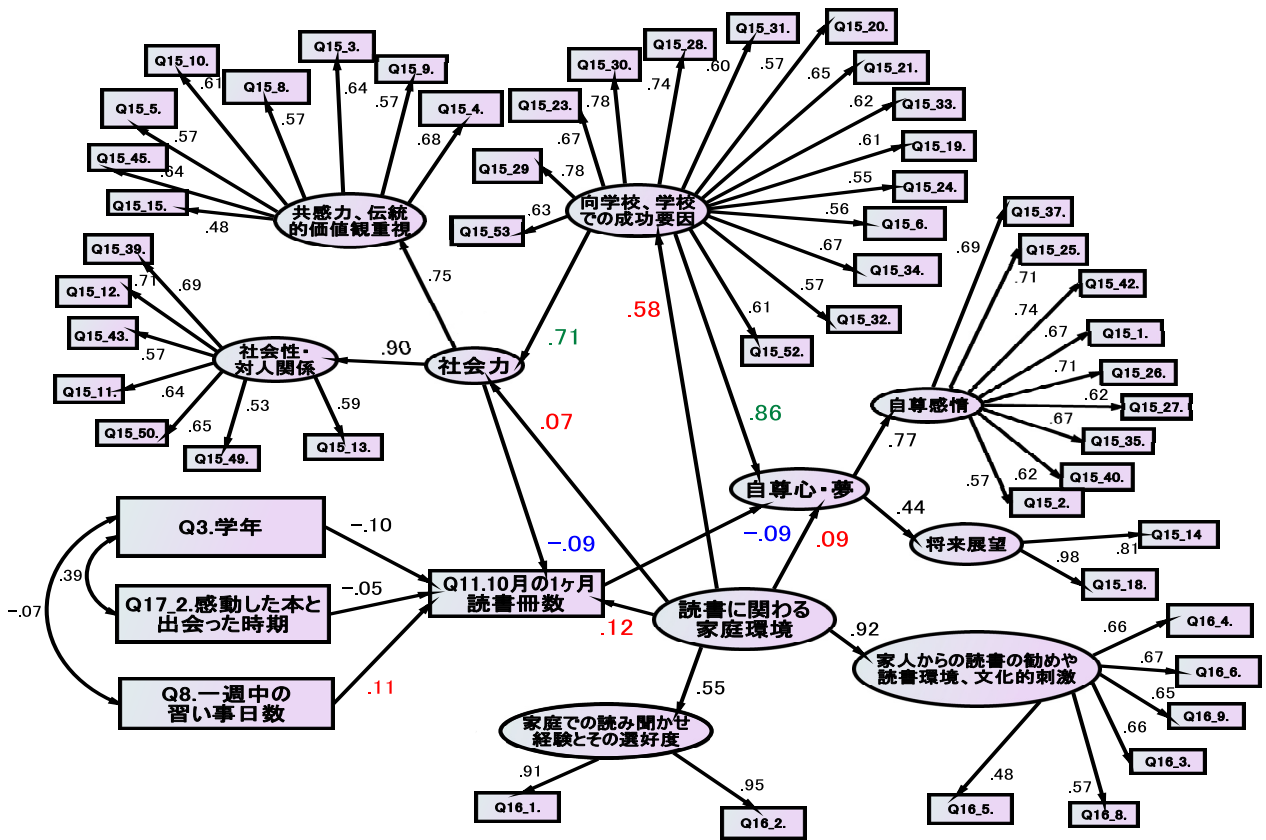 Q15_3.
Q15_10.
Q15_9.
Q15_8.
Q15_5.
Q15_4.
Q15_45.
Q15_15.
.61
.64
.57
.57
.57
.68
.64
.48
共感力、伝統
的価値観重視
Q15_31.
Q15_20.
Q15_28.
Q15_30.
Q15_21.
Q15_23.
Q15_33.
Q15_19.
Q15_29
Q15_24.
Q15_53
Q15_6.
Q15_34.
Q15_32.
Q15_52.
.60
.57
.74
.65
.78
.62
.67
.61
.78
.55
.63
.56
.67
.57
.61
向学校、学校
での成功要因
Q15_39.
Q15_12.
Q15_43.
Q15_11.
Q15_50.
Q15_49.
Q15_13.
.69
.71
.57
.64
.65
.53
.59
社会性・
対人関係
.90
社会力
.75
.71
.58
.07
.86
Q15_37.
Q15_25.
Q15_42.
Q15_1.
Q15_26.
Q15_27.
Q15_35.
Q15_40.
Q15_2.
.69
.71
.74
.67
.71
.62
.67
.62
.57
自尊感情
.77
自尊心・夢
.44
将来展望
.81
.98
Q15_14
Q15_18.
Q3.学年
-.10
-.09
-.09
.09
.39
-.07
Q17_2.感動した本と
出会った時期
-.05
Q11.10月の1ヶ月
読書冊数
.12
読書に関わる
家庭環境
.92
Q8.一週中の
習い事日数
.11
.55
家人からの読書の勧めや
読書環境、文化的刺激
.66
.67
.65
.66
.57
.48
Q16_4.
Q16_6.
Q16_9.
Q16_3.
Q16_8.
Q16_5.
家庭での読み聞かせ
経験とその選好度
.91
.95
Q16_1.
Q16_2.